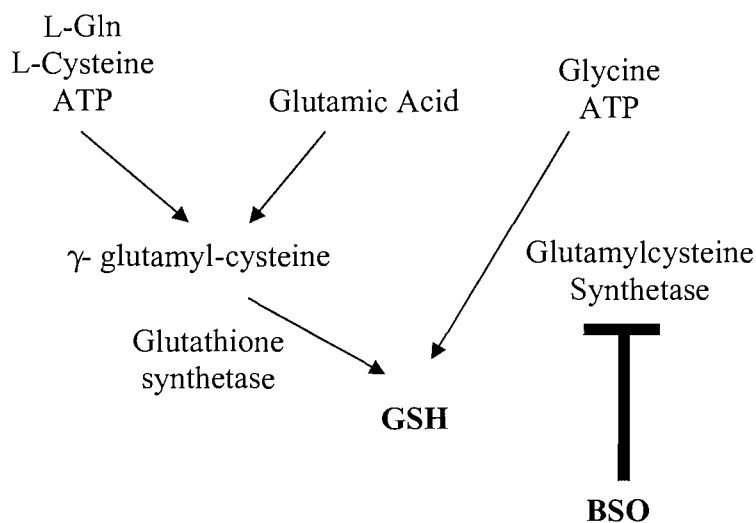 L-Gln
L-Cysteine
ATP
Glutamic Acid
Glycine
ATP
γ- glutamyl-cysteine
Glutamylcysteine
Synthetase
Glutathione
synthetase
GSH
BSO